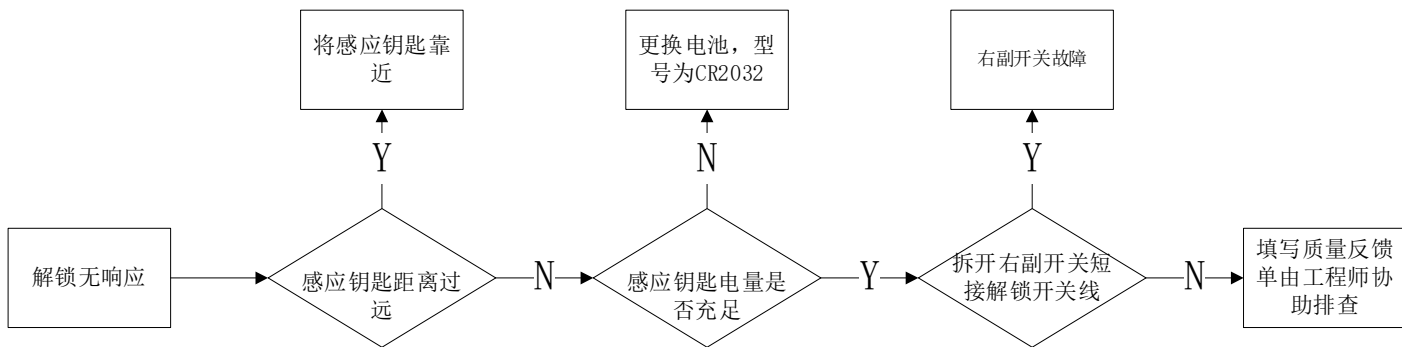 将感应钥匙靠
近
更换电池，型
号为CR2032
右副开关故障
Y
N
Y
解锁无响应
感应钥匙距离过
远
N
感应钥匙电量是
否充足
Y
拆开右副开关短
接解锁开关线
N
填写质量反馈
单由工程师协
助排查